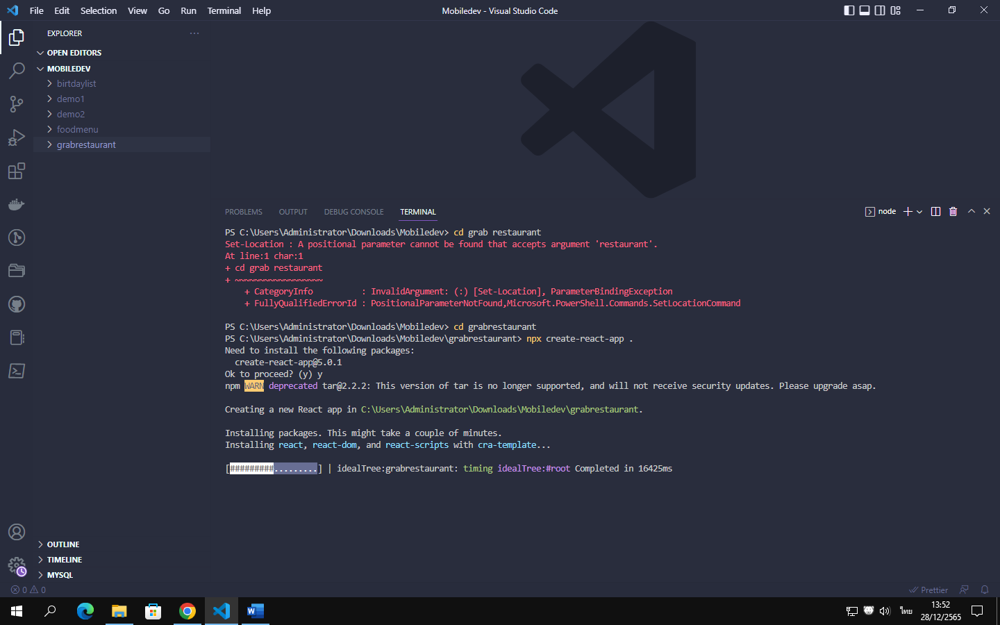 File Edit Selection View Go Run Terminal Help
Mobiledev - Visual Studio Code
EXPLORER
OPEN EDITORS
MOBILEDEV
birtdaylist
demo1
demo2
foodmenu
grabrestaurant
PROBLEMS OUTPUT DEBUG CONSOLE TERMINAL
node
PS C:\Users\Administrator\Downloads\Mobiledev> cd grab restaurant
Set-Location : A positional parameter cannot be found that accepts argument 'restaurant'.
At line:1 char:1
+ cd grab restaurant
+ ~~~~~~~~~~~~~~~~~~
+ CategoryInfo          : InvalidArgument: (:) [Set-Location], ParameterBindingException
+ FullyQualifiedErrorId : PositionalParameterNotFound,Microsoft.PowerShell.Commands.SetLocationCommand
PS C:\Users\Administrator\Downloads\Mobiledev> cd grabrestaurant
PS C:\Users\Administrator\Downloads\Mobiledev\grabrestaurant> npx create-react-app .
Need to install the following packages:
create-react-app@5.0.1
Ok to proceed? (y) y
npm WARN deprecated tar@2.2.2: This version of tar is no longer supported, and will not receive security updates. Please upgrade asap.
Creating a new React app in C:\Users\Administrator\Downloads\Mobiledev\grabrestaurant.
Installing packages. This might take a couple of minutes.
Installing react, react-dom, and react-scripts with cra-template...
[#########.........] | idealTree:grabrestaurant: timing idealTree:#root Completed in 16425ms
OUTLINE
TIMELINE
MYSQL
0 0
Prettier
W
ไทย
13:52
28/12/2565